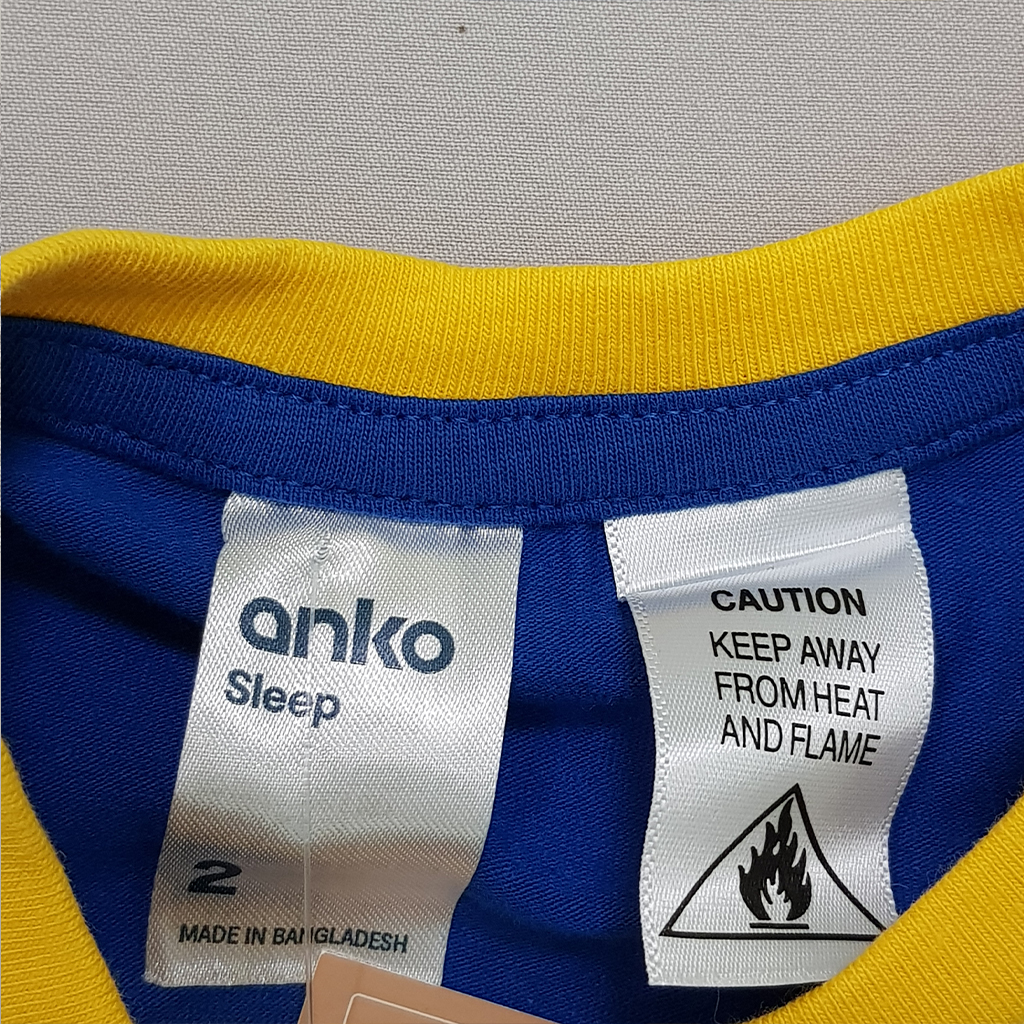 anko
Sleep
2
MADE IN BANGLADESH
CAUTION
KEEP AWAY
FROM HEAT
AND FLAME